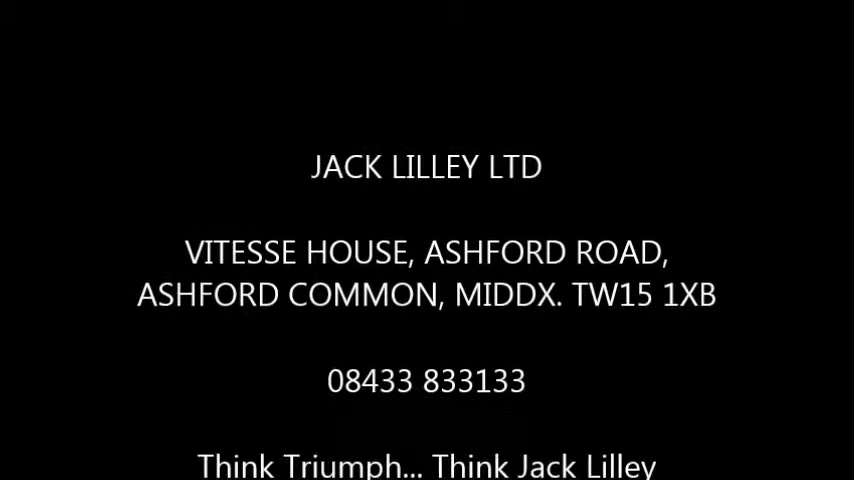 JACK LILLEY LTD
VITESSE HOUSE, ASHFORD ROAD,
ASHFORD COMMON, MIDDX. TW15 1XB
08433 833133
Think Triumph... Think Jack Lilley